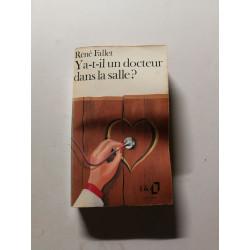 René Fallet
Y a-t-il un docteur
dans la salle?